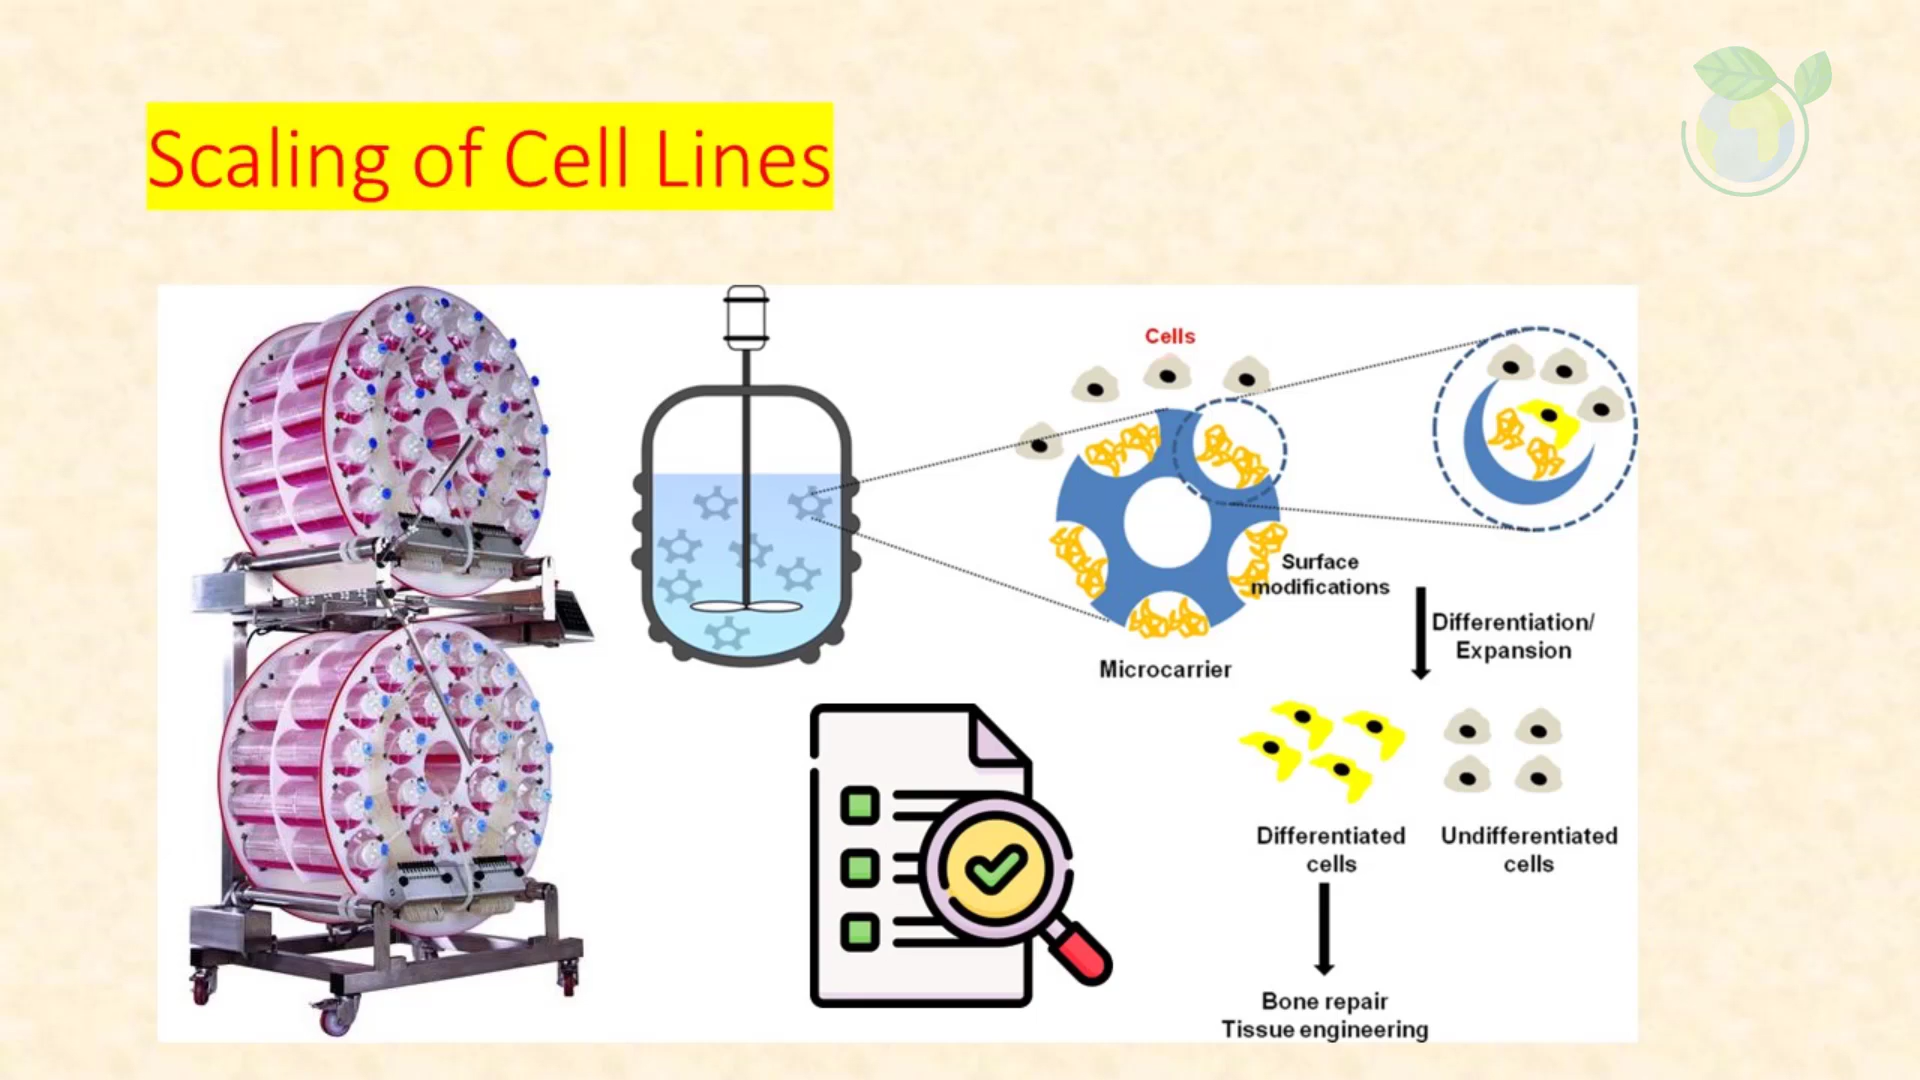 Scaling of Cell Lines
Cells
Surface
modifications
Microcarrier
Differentiation/
Expansion
Differentiated
cells
Undifferentiated
cells
Bone repair
Tissue engineering